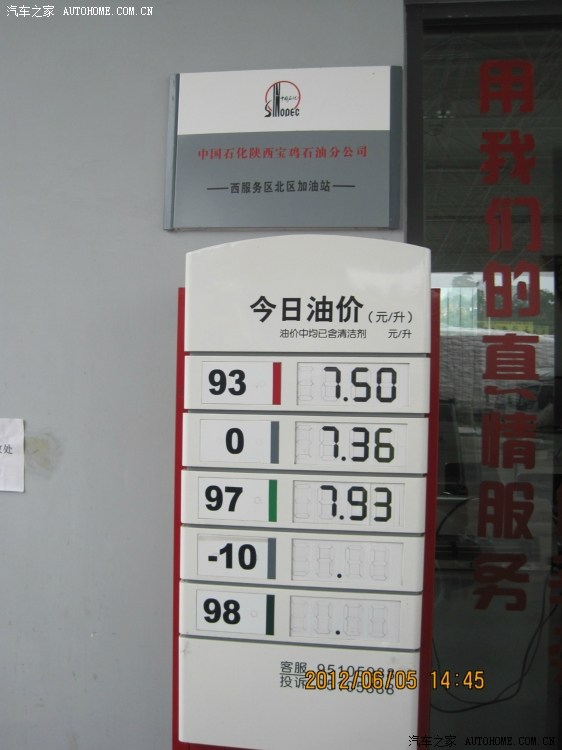 汽车之家 AUTOHOME.COM.CN
中国石化
SINOPEC
中国石化陕西宝鸡石油分公司
西服务区北区加油站
用我们的真情服务
今日油价（元/升）
油价中均已含清洁剂 元/升
93 7.50
0 7.36
97 7.93
-10
98
客服
投诉
2012/06/05 14:45
汽车之家 AUTOHOME.COM.CN